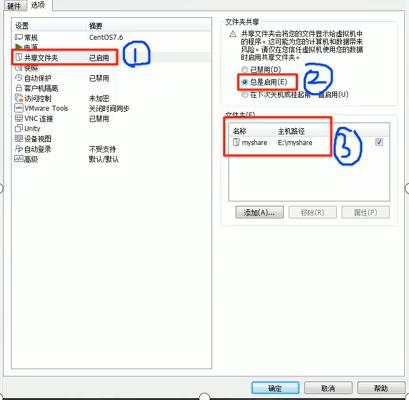 硬件 选项
设置 摘要
常规 CentOS7.6
电源
共享文件夹 已启用
快照
自动保护 已禁用
客户机隔离
访问控制 未加密
VMware Tools 关闭时间同步
VNC 连接 已禁用
Unity
设备视图
自动登录 不受支持
高级 默认/默认
①
文件夹共享
共享文件夹会将您的文件显示给虚拟机中
的程序。这可能为您的计算机和数据带来
风险。请仅在您信任虚拟机使用您的数据
时启用共享文件夹。
已禁用(D)
总是启用(E)
②
在下次关机或挂起前一直启用(U)
文件夹(F)
名称 主机路径
myshare E:\myshare
③
添加(A)... 移除(R) 属性(P)
确定 取消 帮助